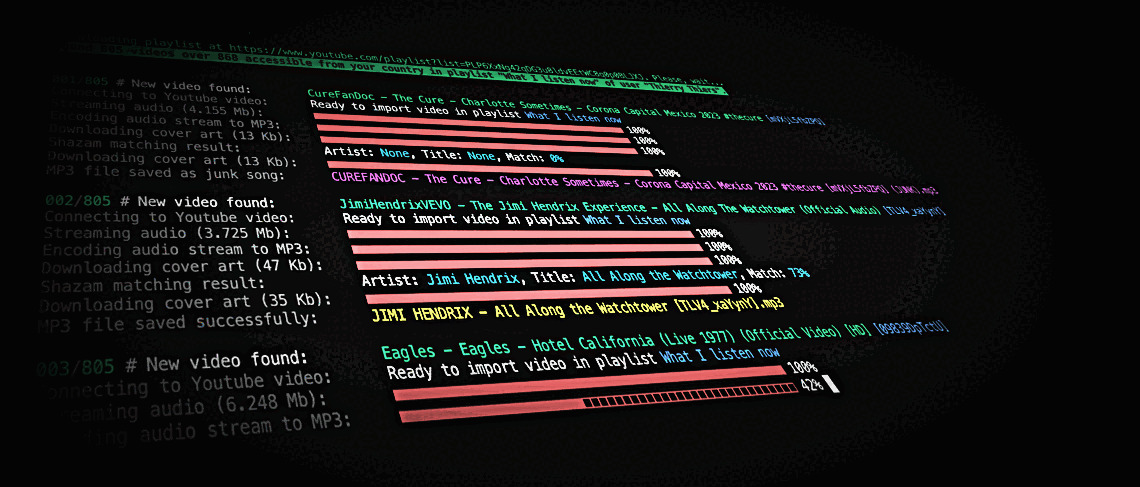 playlist at https://www.youtube.com/playlist?list= Please, wait...
videos over 868 accessible from your country in playlist "What I listen now" of user "Thierry Thiers"
001/805 # New video found: CureFanDoc – The Cure – Charlotte Sometimes – Corona Capital Mexico 2023 #thecure
Connecting to Youtube video: Ready to import video in playlist What I listen now
Streaming audio (4.155 Mb): 100%
Encoding audio stream to MP3: 100%
Downloading cover art (13 Kb): 100%
Shazam matching result: Artist: None, Title: None, Match: 0%
Downloading cover art (13 Kb): 100%
MP3 file saved as junk song: CUREFANDOC – The Cure – Charlotte Sometimes – Corona Capital Mexico 2023 #thecure (JUNK).mp3
002/805 # New video found: JimiHendrixVEVO – The Jimi Hendrix Experience – All Along The Watchtower (Official Audio) [TLV4_xaYynY]
Connecting to Youtube video: Ready to import video in playlist What I listen now
Streaming audio (3.725 Mb): 100%
Encoding audio stream to MP3: 100%
Downloading cover art (47 Kb): 100%
Shazam matching result: Artist: Jimi Hendrix, Title: All Along the Watchtower, Match: 73%
Downloading cover art (35 Kb): 100%
MP3 file saved successfully: JIMI HENDRIX – All Along the Watchtower [TLV4_xaYynY].mp3
003/805 # New video found: Eagles – Eagles – Hotel California (Live 1977) (Official Video) [HD] [09839DpTctU]
Connecting to Youtube video: Ready to import video in playlist What I listen now
Streaming audio (6.248 Mb): 100%
audio stream to MP3: 42%